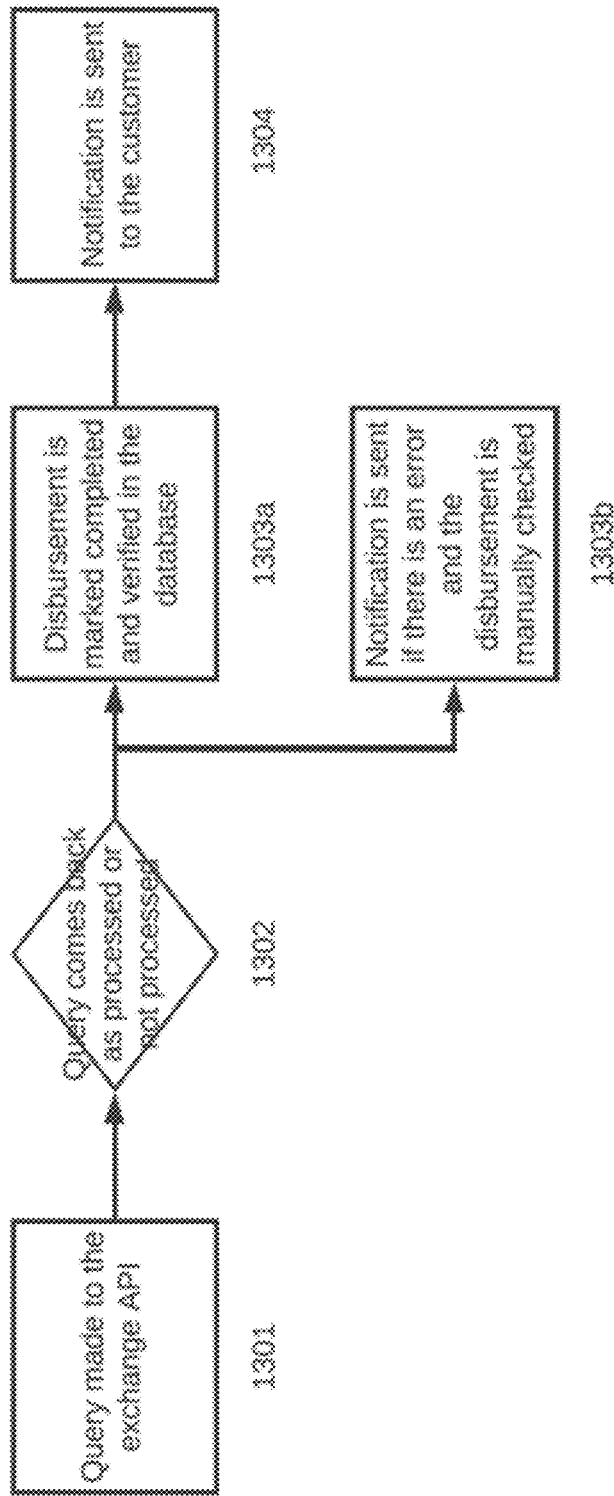 Query made to the
exchange API
1301
Query comes back
as processed or
not processed
1302
Disbursement is
marked completed
and verified in the
database
1303a
Notification is sent
if there is an error
and the
disbursement is
manually checked
1303b
Notification is sent
to the customer
1304